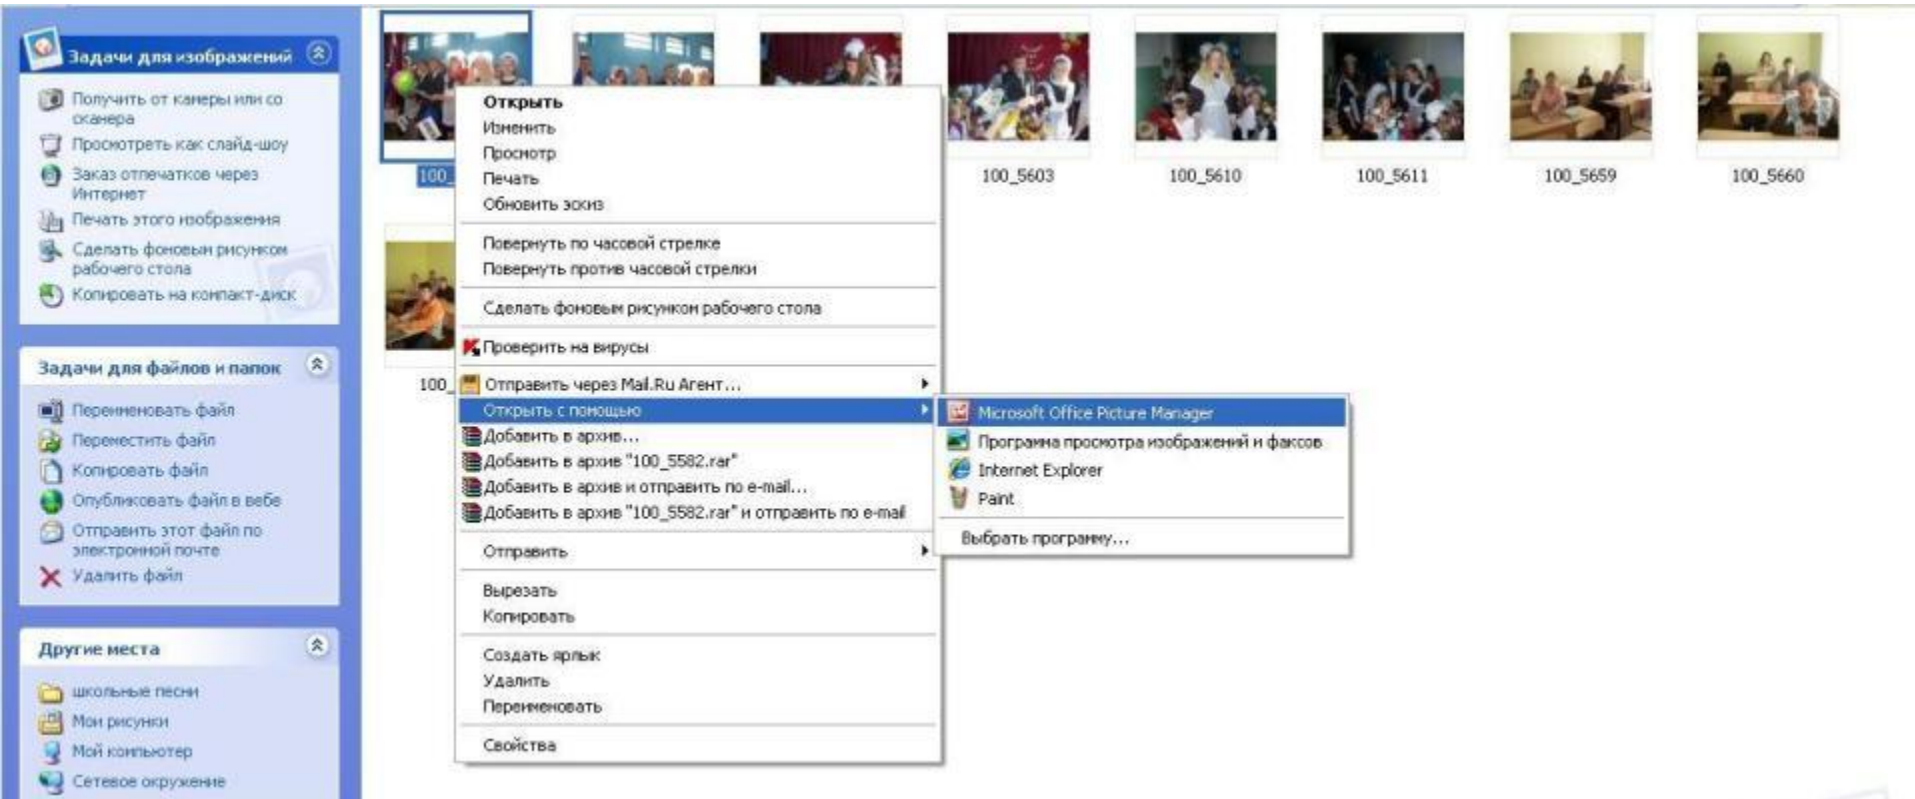 Задачи для изображений
Получить от камеры или со
сканера
Просмотреть как слайд-шоу
Заказ отпечатков через
Интернет
Печать этого изображения
Сделать фоновым рисунком
рабочего стола
Копировать на компакт-диск
Задачи для файлов и папок
Переименовать файл
Переместить файл
Копировать файл
Опубликовать файл в вебе
Отправить этот файл по
электронной почте
Удалить файл
Другие места
школьные песни
Мои рисунки
Мой компьютер
Сетевое окружение
100_
100_5603
100_5610
100_5611
100_5659
100_5660
100_
Открыть
Изменить
Просмотр
Печать
Обновить эскиз
Повернуть по часовой стрелке
Повернуть против часовой стрелки
Сделать фоновым рисунком рабочего стола
Проверить на вирусы
Отправить через Mail.Ru Агент...
Открыть с помощью
Добавить в архив...
Добавить в архив "100_5582.rar"
Добавить в архив и отправить по e-mail...
Добавить в архив "100_5582.rar" и отправить по e-mail
Отправить
Вырезать
Копировать
Создать ярлык
Удалить
Переименовать
Свойства
Microsoft Office Picture Manager
Программа просмотра изображений и факсов
Internet Explorer
Paint
Выбрать программу...